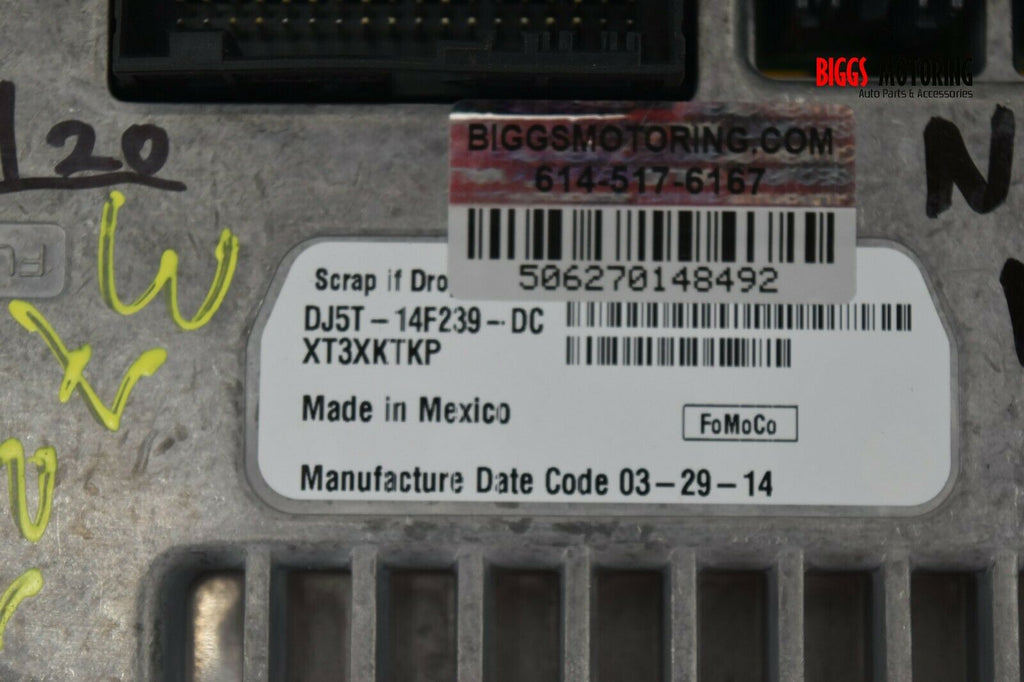 BIGGS MOTORING
Auto Parts & Accessories
BIGGSMOTORING.COM
614-517-6167
506270148492
20
N
Scrap if Dro
DJ5T-14F239-DC
XT3XKTKP
Made in Mexico
FoMoCo
Manufacture Date Code 03-29-14